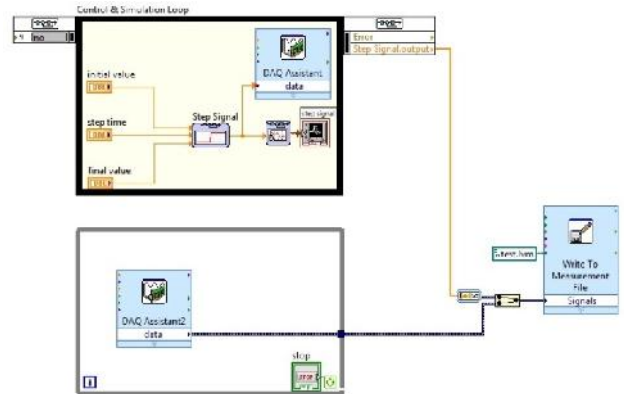 Control & Simulation Loop
Error
Step Signal.output
DAQ Assistant
data
initial value
step time
Step Signal
step signal
final value
Write To
Measurement
File
Signals
DAQ Assistant2
data
stop
STOP
i